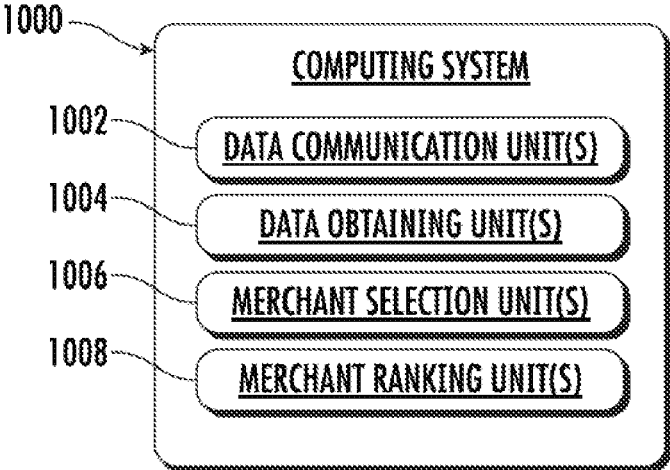 1000
COMPUTING SYSTEM
1002
DATA COMMUNICATION UNIT(S)
1004
DATA OBTAINING UNIT(S)
1006
MERCHANT SELECTION UNIT(S)
1008
MERCHANT RANKING UNIT(S)